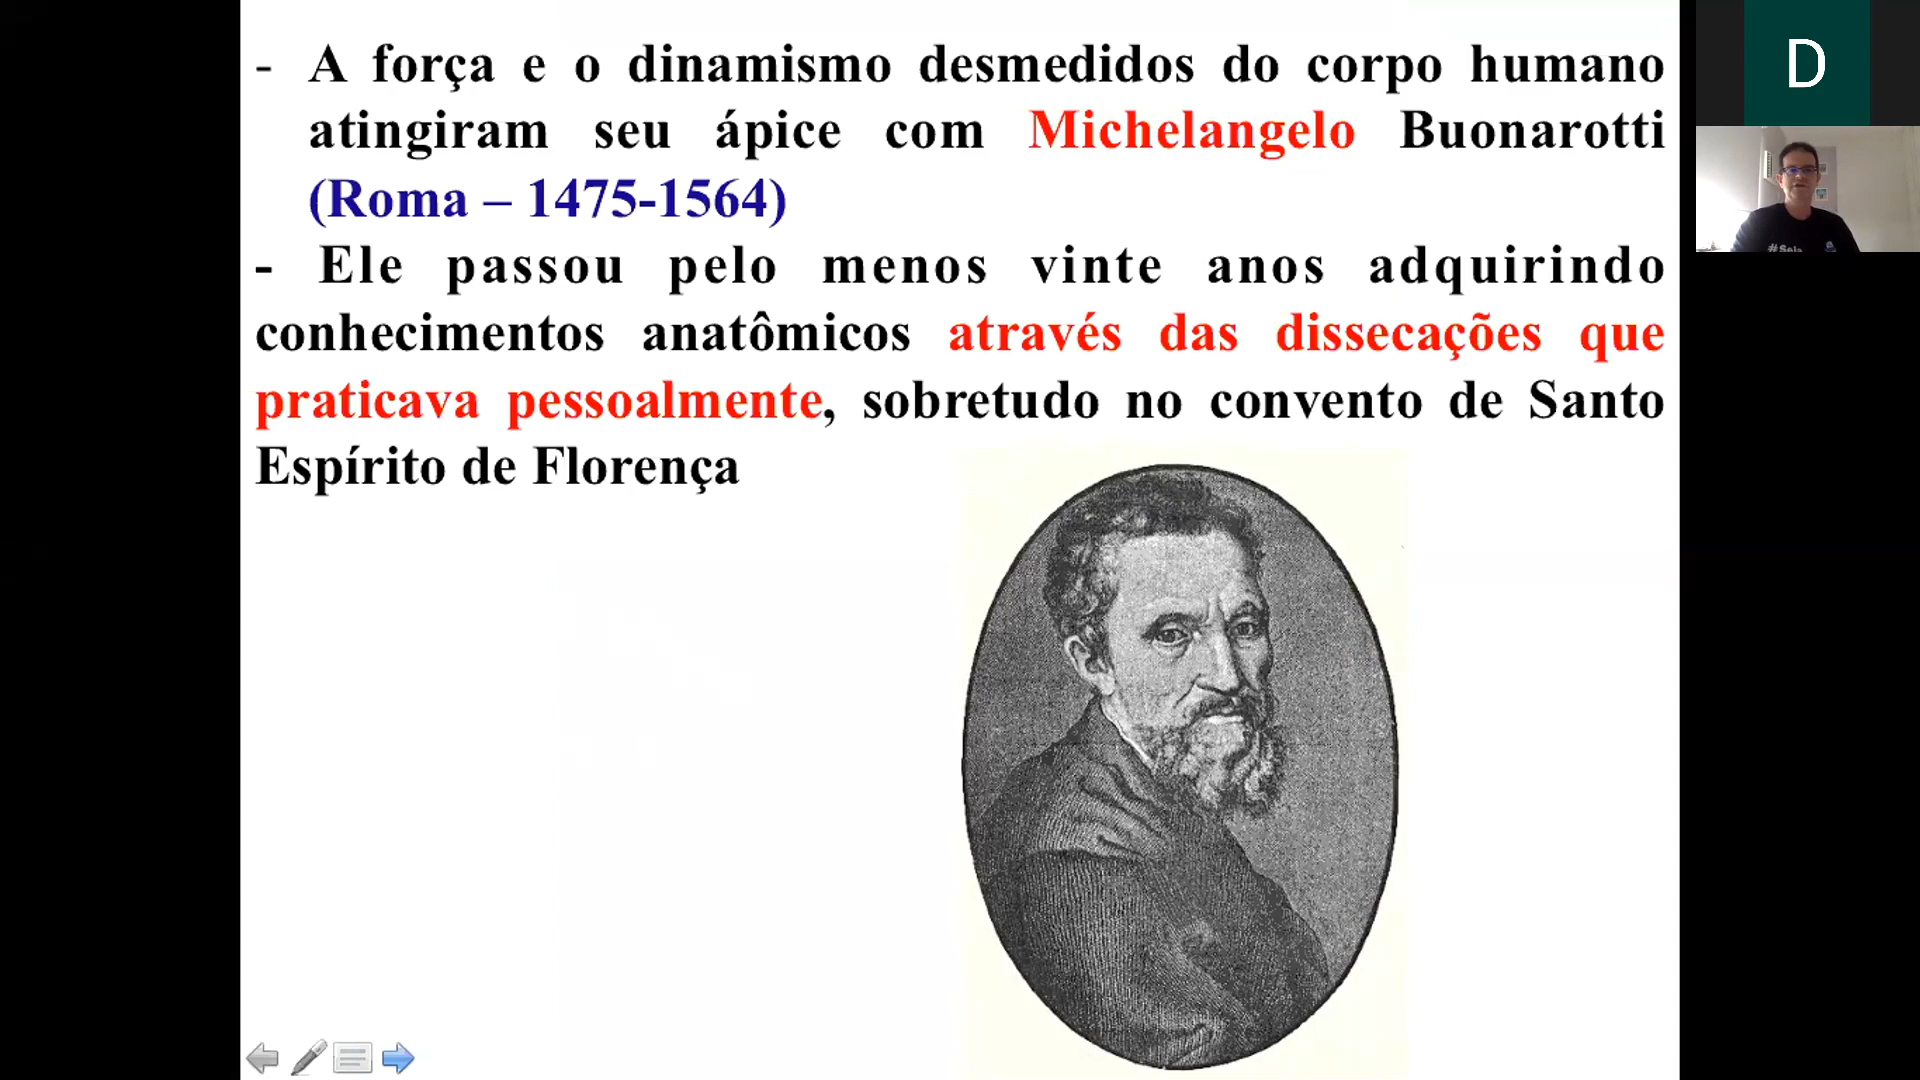 - A força e o dinamismo desmedidos do corpo humano
atingiram seu ápice com Michelangelo Buonarotti
(Roma – 1475-1564)
- Ele passou pelo menos vinte anos adquirindo
conhecimentos anatômicos através das dissecações que
praticava pessoalmente, sobretudo no convento de Santo
Espírito de Florença
D
#Seja